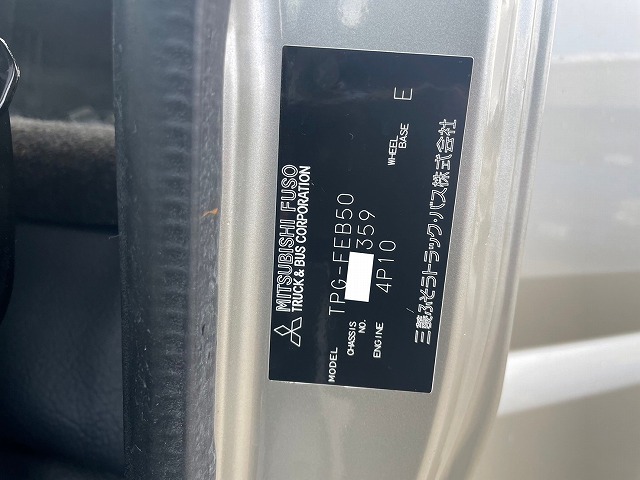 MITSUBISHI FUSO
TRUCK & BUS CORPORATION
MODEL TPG-FEB50
CHASSIS NO. 359
ENGINE 4P10 WHEEL BASE E
三菱ふそうトラック・バス株式会社